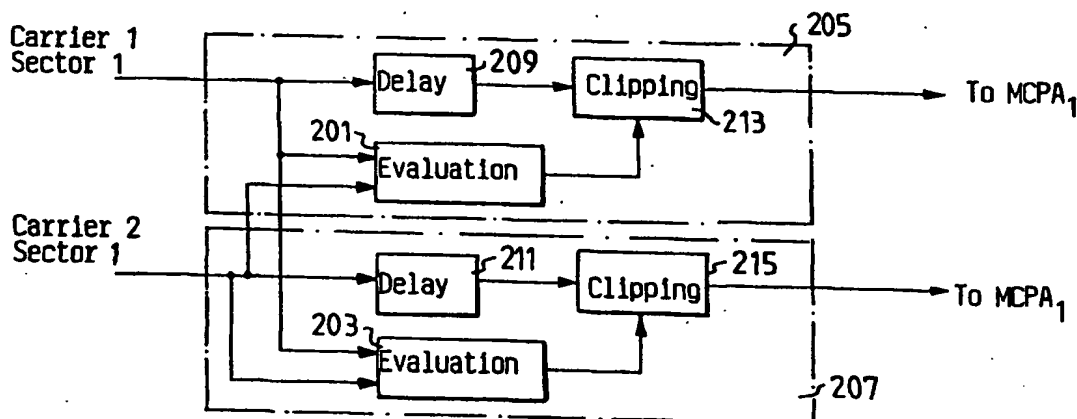 Carrier 1
Sector 1
205
Delay
209
Clipping
213
To MCPA₁
201
Evaluation
Carrier 2
Sector 1
Delay
211
Clipping
215
To MCPA₁
203
Evaluation
207